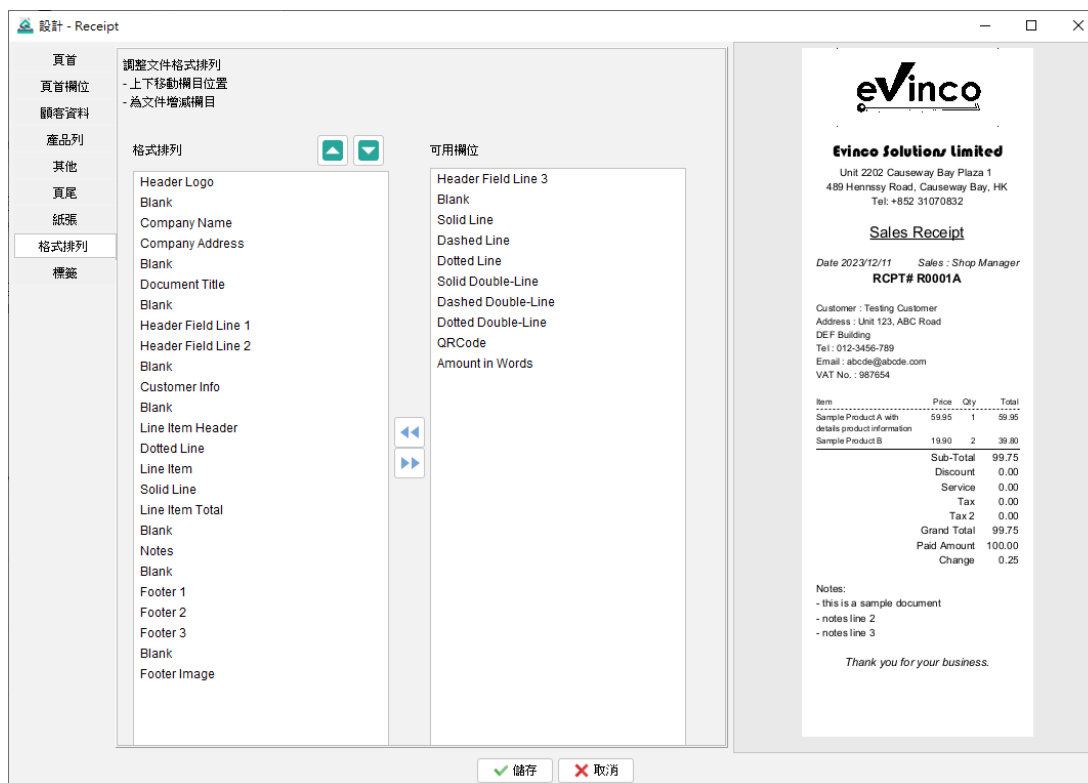 設計 - Receipt
頁首
頁首欄位
顧客資料
產品列
其他
頁尾
紙張
格式排列
標籤
調整文件格式排列
- 上下移動欄目位置
- 為文件增減欄目
格式排列
Header Logo
Blank
Company Name
Company Address
Blank
Document Title
Blank
Header Field Line 1
Header Field Line 2
Blank
Customer Info
Blank
Line Item Header
Dotted Line
Line Item
Solid Line
Line Item Total
Blank
Notes
Blank
Footer 1
Footer 2
Footer 3
Blank
Footer Image
可用欄位
Header Field Line 3
Blank
Solid Line
Dashed Line
Dotted Line
Solid Double-Line
Dashed Double-Line
Dotted Double-Line
QRCode
Amount in Words
evinco
Evinco Solutions Limited
Unit 2202 Causeway Bay Plaza 1
489 Hennssy Road, Causeway Bay, HK
Tel: +852 31070832
Sales Receipt
Date 2023/12/11 Sales : Shop Manager
RCPT# R0001A
Customer : Testing Customer
Address : Unit 123, ABC Road
DEF Building
Tel : 012-3456-789
Email : abcde@abcde.com
VAT No. : 987654
Item Price Qty Total
Sample Product A with 59.95 1 59.95
details product information
Sample Product B 19.90 2 39.80
Sub-Total 99.75
Discount 0.00
Service 0.00
Tax 0.00
Tax 2 0.00
Grand Total 99.75
Paid Amount 100.00
Change 0.25
Notes:
- this is a sample document
- notes line 2
- notes line 3
Thank you for your business.
儲存
取消